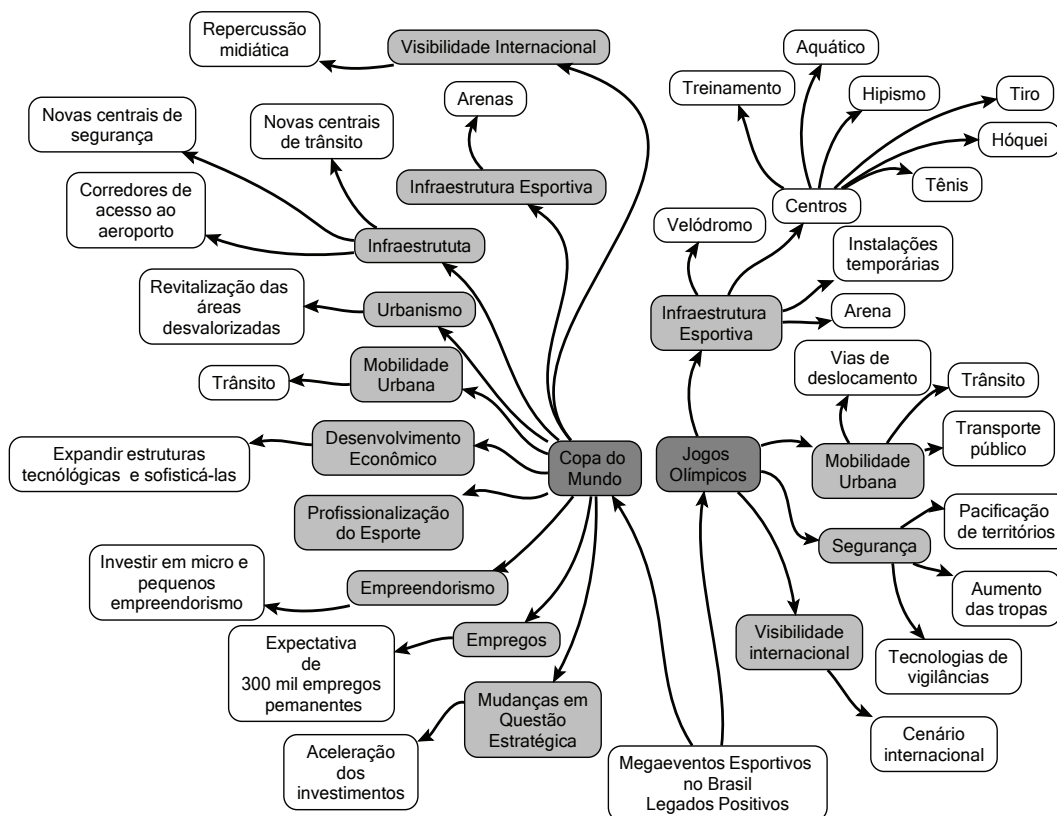 Repercussão
midiática
Visibilidade Internacional
Arenas
Novas centrais de
segurança
Novas centrais
de trânsito
Infraestrutura Esportiva
Corredores de
acesso ao
aeroporto
Infraestrututa
Revitalização das
áreas
desvalorizadas
Urbanismo
Trânsito
Mobilidade
Urbana
Expandir estruturas
tecnólógicas e sofisticá-las
Desenvolvimento
Econômico
Copa do
Mundo
Profissionalização
do Esporte
Investir em micro e
pequenos
empreendorismo
Empreendorismo
Expectativa
de
300 mil empregos
pemanentes
Empregos
Aceleração
dos
investimentos
Mudanças em
Questão
Estratégica
Megaeventos Esportivos
no Brasil
Legados Positivos
Aquático
Treinamento
Hipismo
Tiro
Hóquei
Tênis
Centros
Velódromo
Instalações
temporárias
Infraestrutura
Esportiva
Arena
Vias de
deslocamento
Trânsito
Transporte
público
Jogos
Olímpicos
Mobilidade
Urbana
Pacificação
de territórios
Segurança
Aumento
das tropas
Tecnologias de
vigilâncias
Visibilidade
internacional
Cenário
internacional